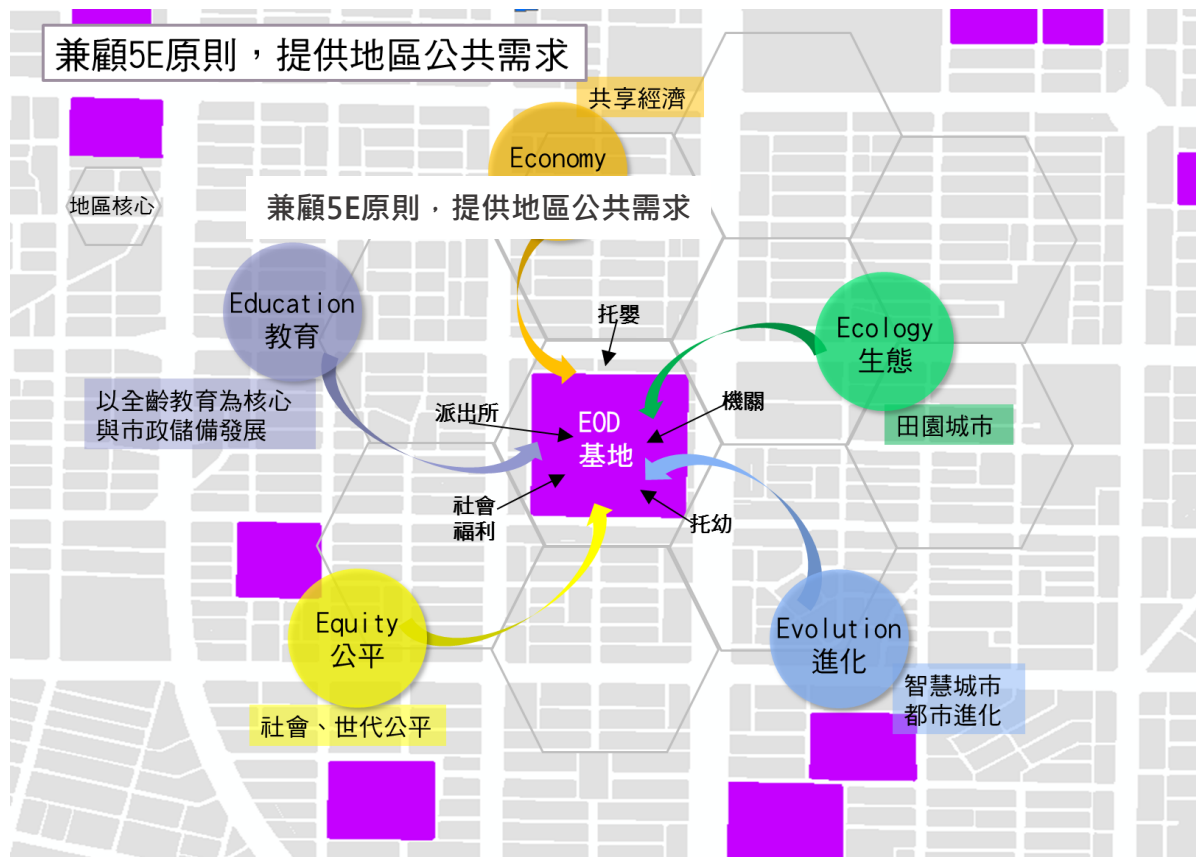 兼顧5E原則，提供地區公共需求
共享經濟
Economy
地區核心
兼顧5E原則，提供地區公共需求
Education
教育
托嬰
Ecology
生態
以全齡教育為核心
與市政儲備發展
派出所
EOD
基地
機關
田園城市
社會
福利
托幼
Equity
公平
Evolution
進化
智慧城市
都市進化
社會、世代公平